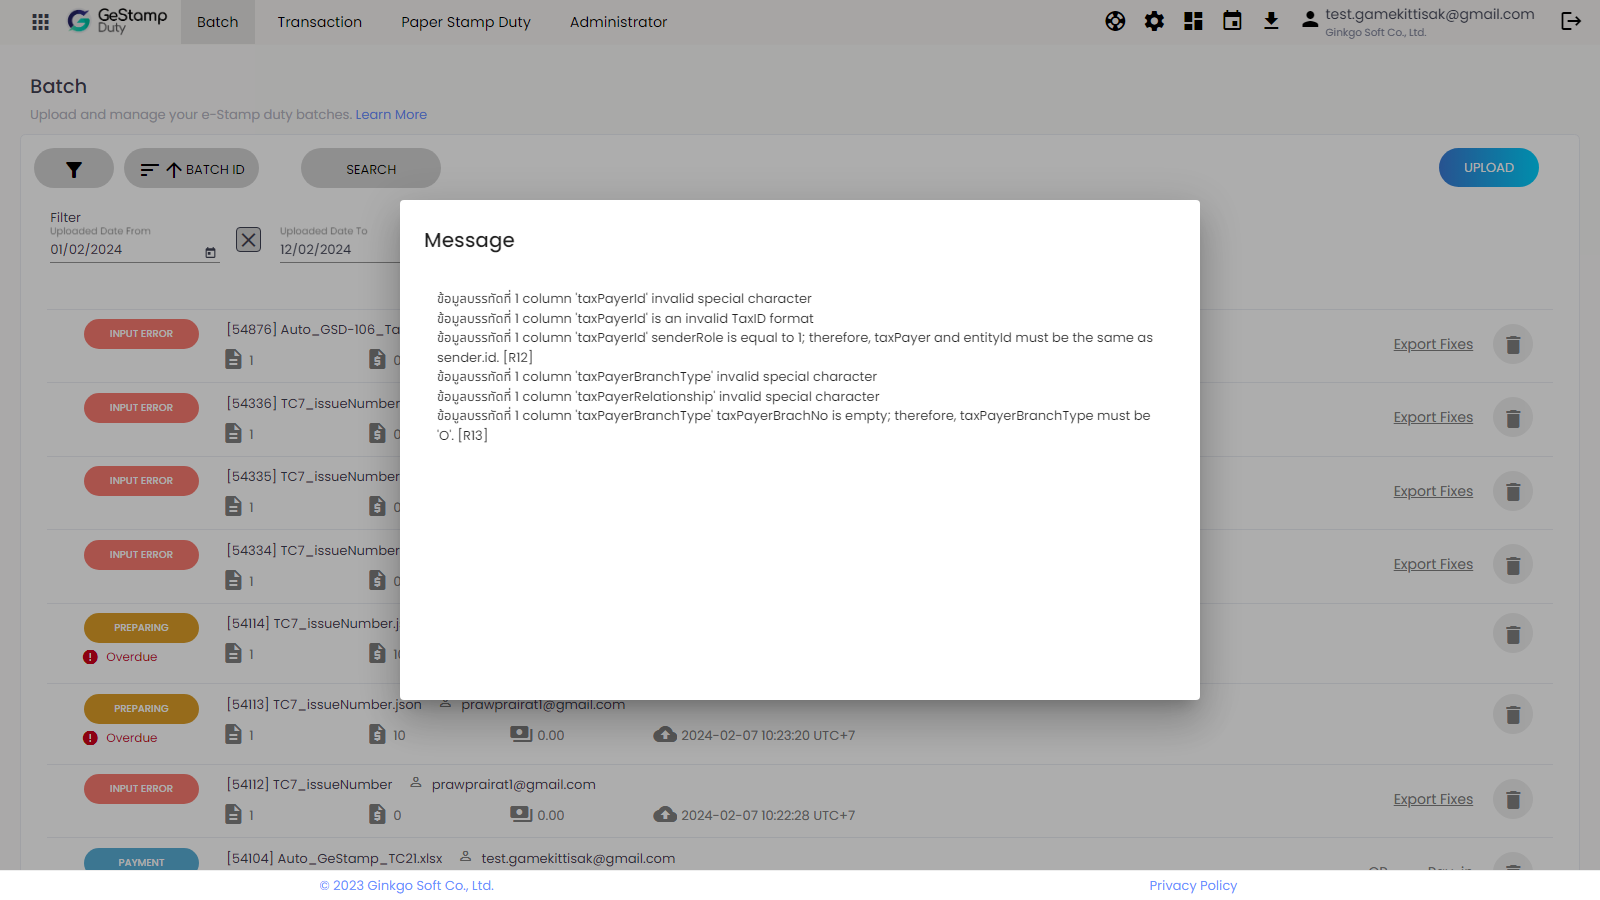 GeStamp
Duty
Batch
Transaction
Paper Stamp Duty
Administrator
test.gamekittisak@gmail.com
Ginkgo Soft Co., Ltd.
Batch
Upload and manage your e-Stamp duty batches. Learn More
BATCH ID
SEARCH
UPLOAD
Filter
Uploaded Date From
01/02/2024
Uploaded Date To
12/02/2024
Message
ข้อมูลบรรทัดที่ 1 column 'taxPayerId' invalid special character
ข้อมูลบรรทัดที่ 1 column 'taxPayerId' is an invalid TaxID format
ข้อมูลบรรทัดที่ 1 column 'taxPayerId' senderRole is equal to 1; therefore, taxPayer and entityId must be the same as
sender.id. [R12]
ข้อมูลบรรทัดที่ 1 column 'taxPayerBranchType' invalid special character
ข้อมูลบรรทัดที่ 1 column 'taxPayerRelationship' invalid special character
ข้อมูลบรรทัดที่ 1 column 'taxPayerBranchType' taxPayerBrachNo is empty; therefore, taxPayerBranchType must be
'O'. [R13]
INPUT ERROR
[54876] Auto_GSD-106_Ta
1
0
Export Fixes
INPUT ERROR
[54336] TC7_issueNumber
1
0
Export Fixes
INPUT ERROR
[54335] TC7_issueNumber
1
0
Export Fixes
INPUT ERROR
[54334] TC7_issueNumber
1
0
Export Fixes
PREPARING
Overdue
[54114] TC7_issueNumber.j
1
PREPARING
Overdue
[54113] TC7_issueNumber.json
prawprairat1@gmail.com
1
10
0.00
2024-02-07 10:23:20 UTC+7
INPUT ERROR
[54112] TC7_issueNumber
prawprairat1@gmail.com
1
0
0.00
2024-02-07 10:22:28 UTC+7
Export Fixes
PAYMENT
[54104] Auto_GeStamp_TC21.xlsx
test.gamekittisak@gmail.com
© 2023 Ginkgo Soft Co., Ltd.
Privacy Policy